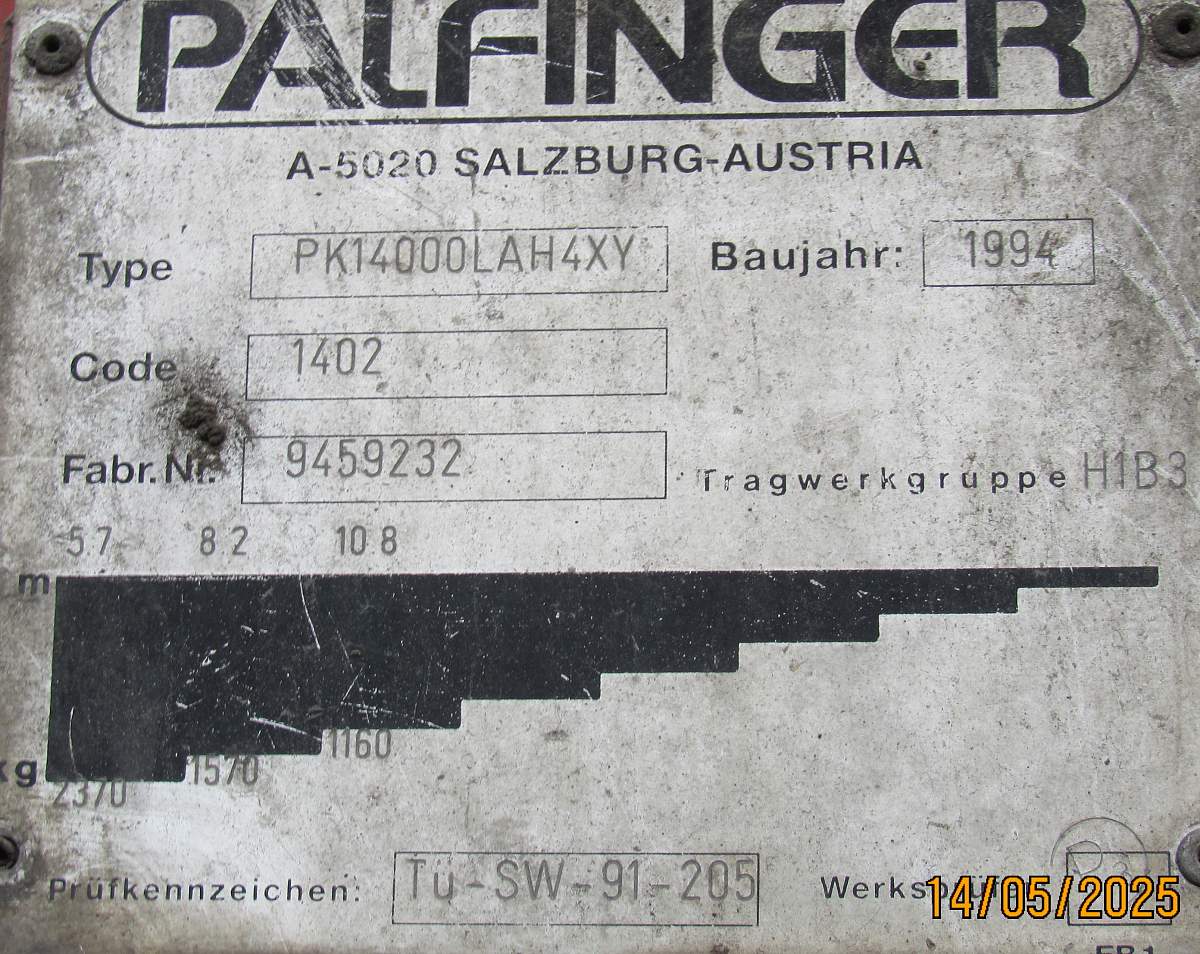 PALFINGER
A-5020 SALZBURG-AUSTRIA
Type PK14000LAH4XY Baujahr: 1994
Code 1402
Fabr.Nr. 9459232 Tragwerkgruppe H1B3
5.7 8.2 10.8
m
1160
kg 1570
2370
Prüfkennzeichen: Tü-SW-91-205
14/05/2025